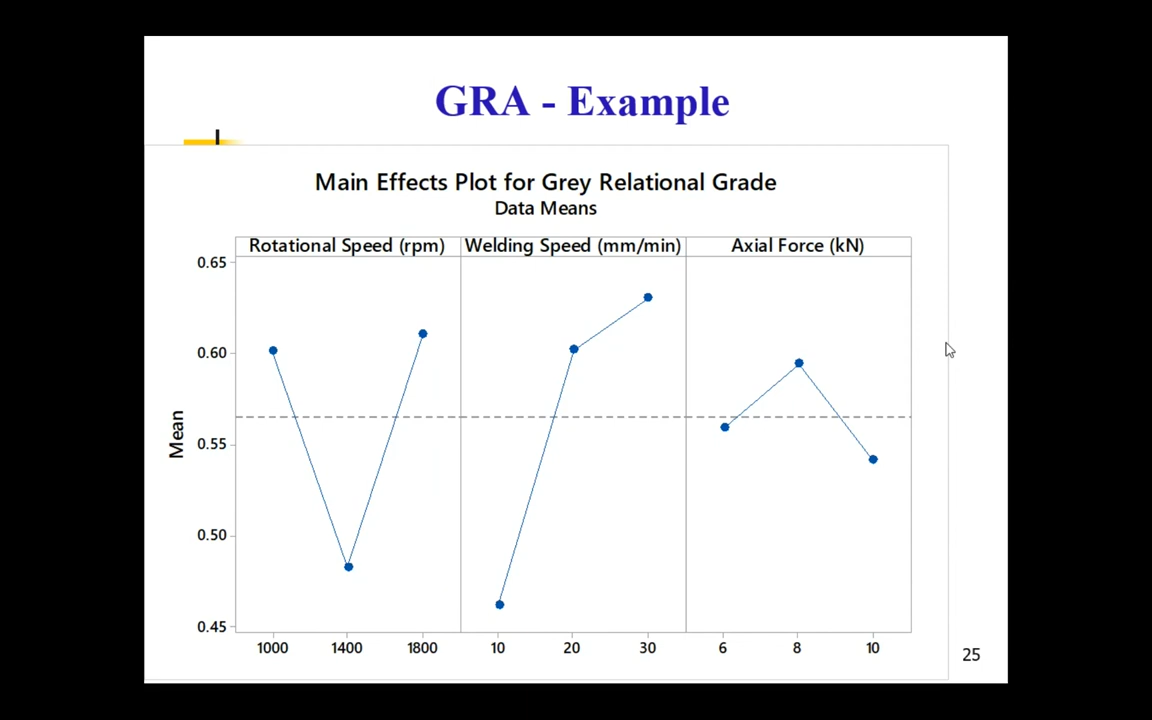 GRA - Example
Main Effects Plot for Grey Relational Grade
Data Means
Rotational Speed (rpm) Welding Speed (mm/min) Axial Force (kN)
0.65
0.60
0.55
0.50
0.45
Mean
1000 1400 1800 10 20 30 6 8 10
25